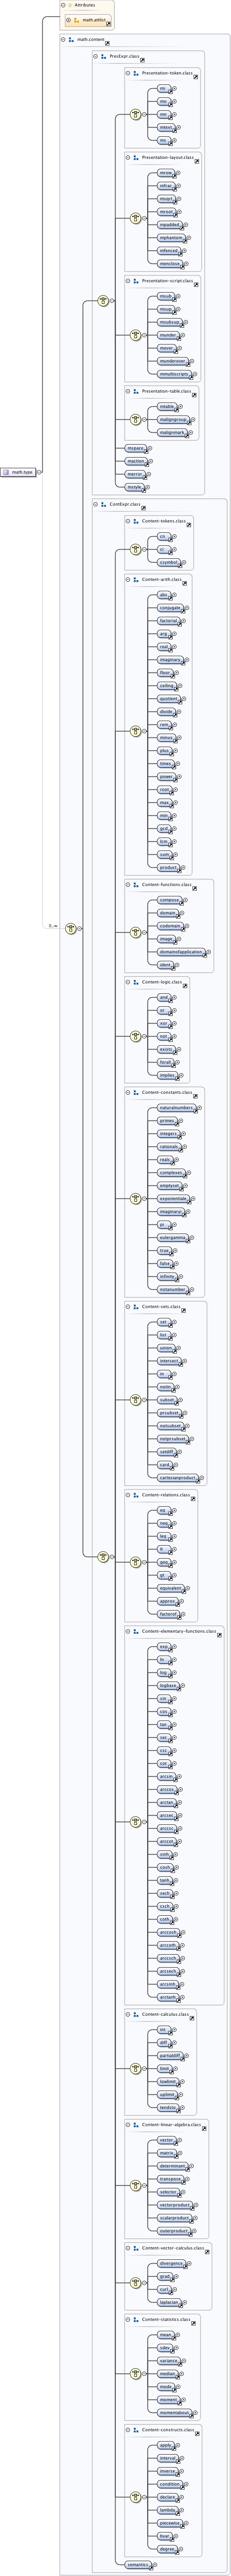 Attributes
math.attlist
math.content
PresExpr.class
Presentation-token.class
mi
mo
mn
mtext
ms
Presentation-layout.class
mrow
mfrac
msqrt
mroot
mpadded
mphantom
mfenced
menclose
Presentation-script.class
msub
msup
msubsup
munder
mover
munderover
mmultiscripts
Presentation-table.class
mtable
maligngroup
malignmark
mspace
maction
merror
mstyle
math.type
ContExpr.class
Content-tokens.class
cn
ci
csymbol
Content-arith.class
abs
conjugate
factorial
arg
real
imaginary
floor
ceiling
quotient
divide
rem
minus
plus
times
power
root
max
min
gcd
lcm
sum
product
Content-functions.class
compose
domain
codomain
image
domainofapplication
ident
0..∞
Content-logic.class
and
or
xor
not
exists
forall
implies
Content-constants.class
naturalnumbers
primes
integers
rationals
reals
complexes
emptyset
exponentiale
imaginaryi
pi
eulergamma
true
false
infinity
notanumber
Content-sets.class
set
list
union
intersect
in
notin
subset
prsubset
notsubset
notprsubset
setdiff
card
cartesianproduct
Content-relations.class
eq
neq
leq
lt
geq
gt
equivalent
approx
factorof
Content-elementary-functions.class
exp
ln
log
logbase
sin
cos
tan
sec
csc
cot
arcsin
arccos
arctan
arcsec
arccsc
arccot
sinh
cosh
tanh
sech
csch
coth
arccosh
arccoth
arccsch
arcsech
arcsinh
arctanh
Content-calculus.class
int
diff
partialdiff
limit
lowlimit
uplimit
tendsto
Content-linear-algebra.class
vector
matrix
determinant
transpose
selector
vectorproduct
scalarproduct
outerproduct
Content-vector-calculus.class
divergence
grad
curl
laplacian
Content-statistics.class
mean
sdev
variance
median
mode
moment
momentabout
Content-constructs.class
apply
interval
inverse
condition
declare
lambda
piecewise
bvar
degree
semantics